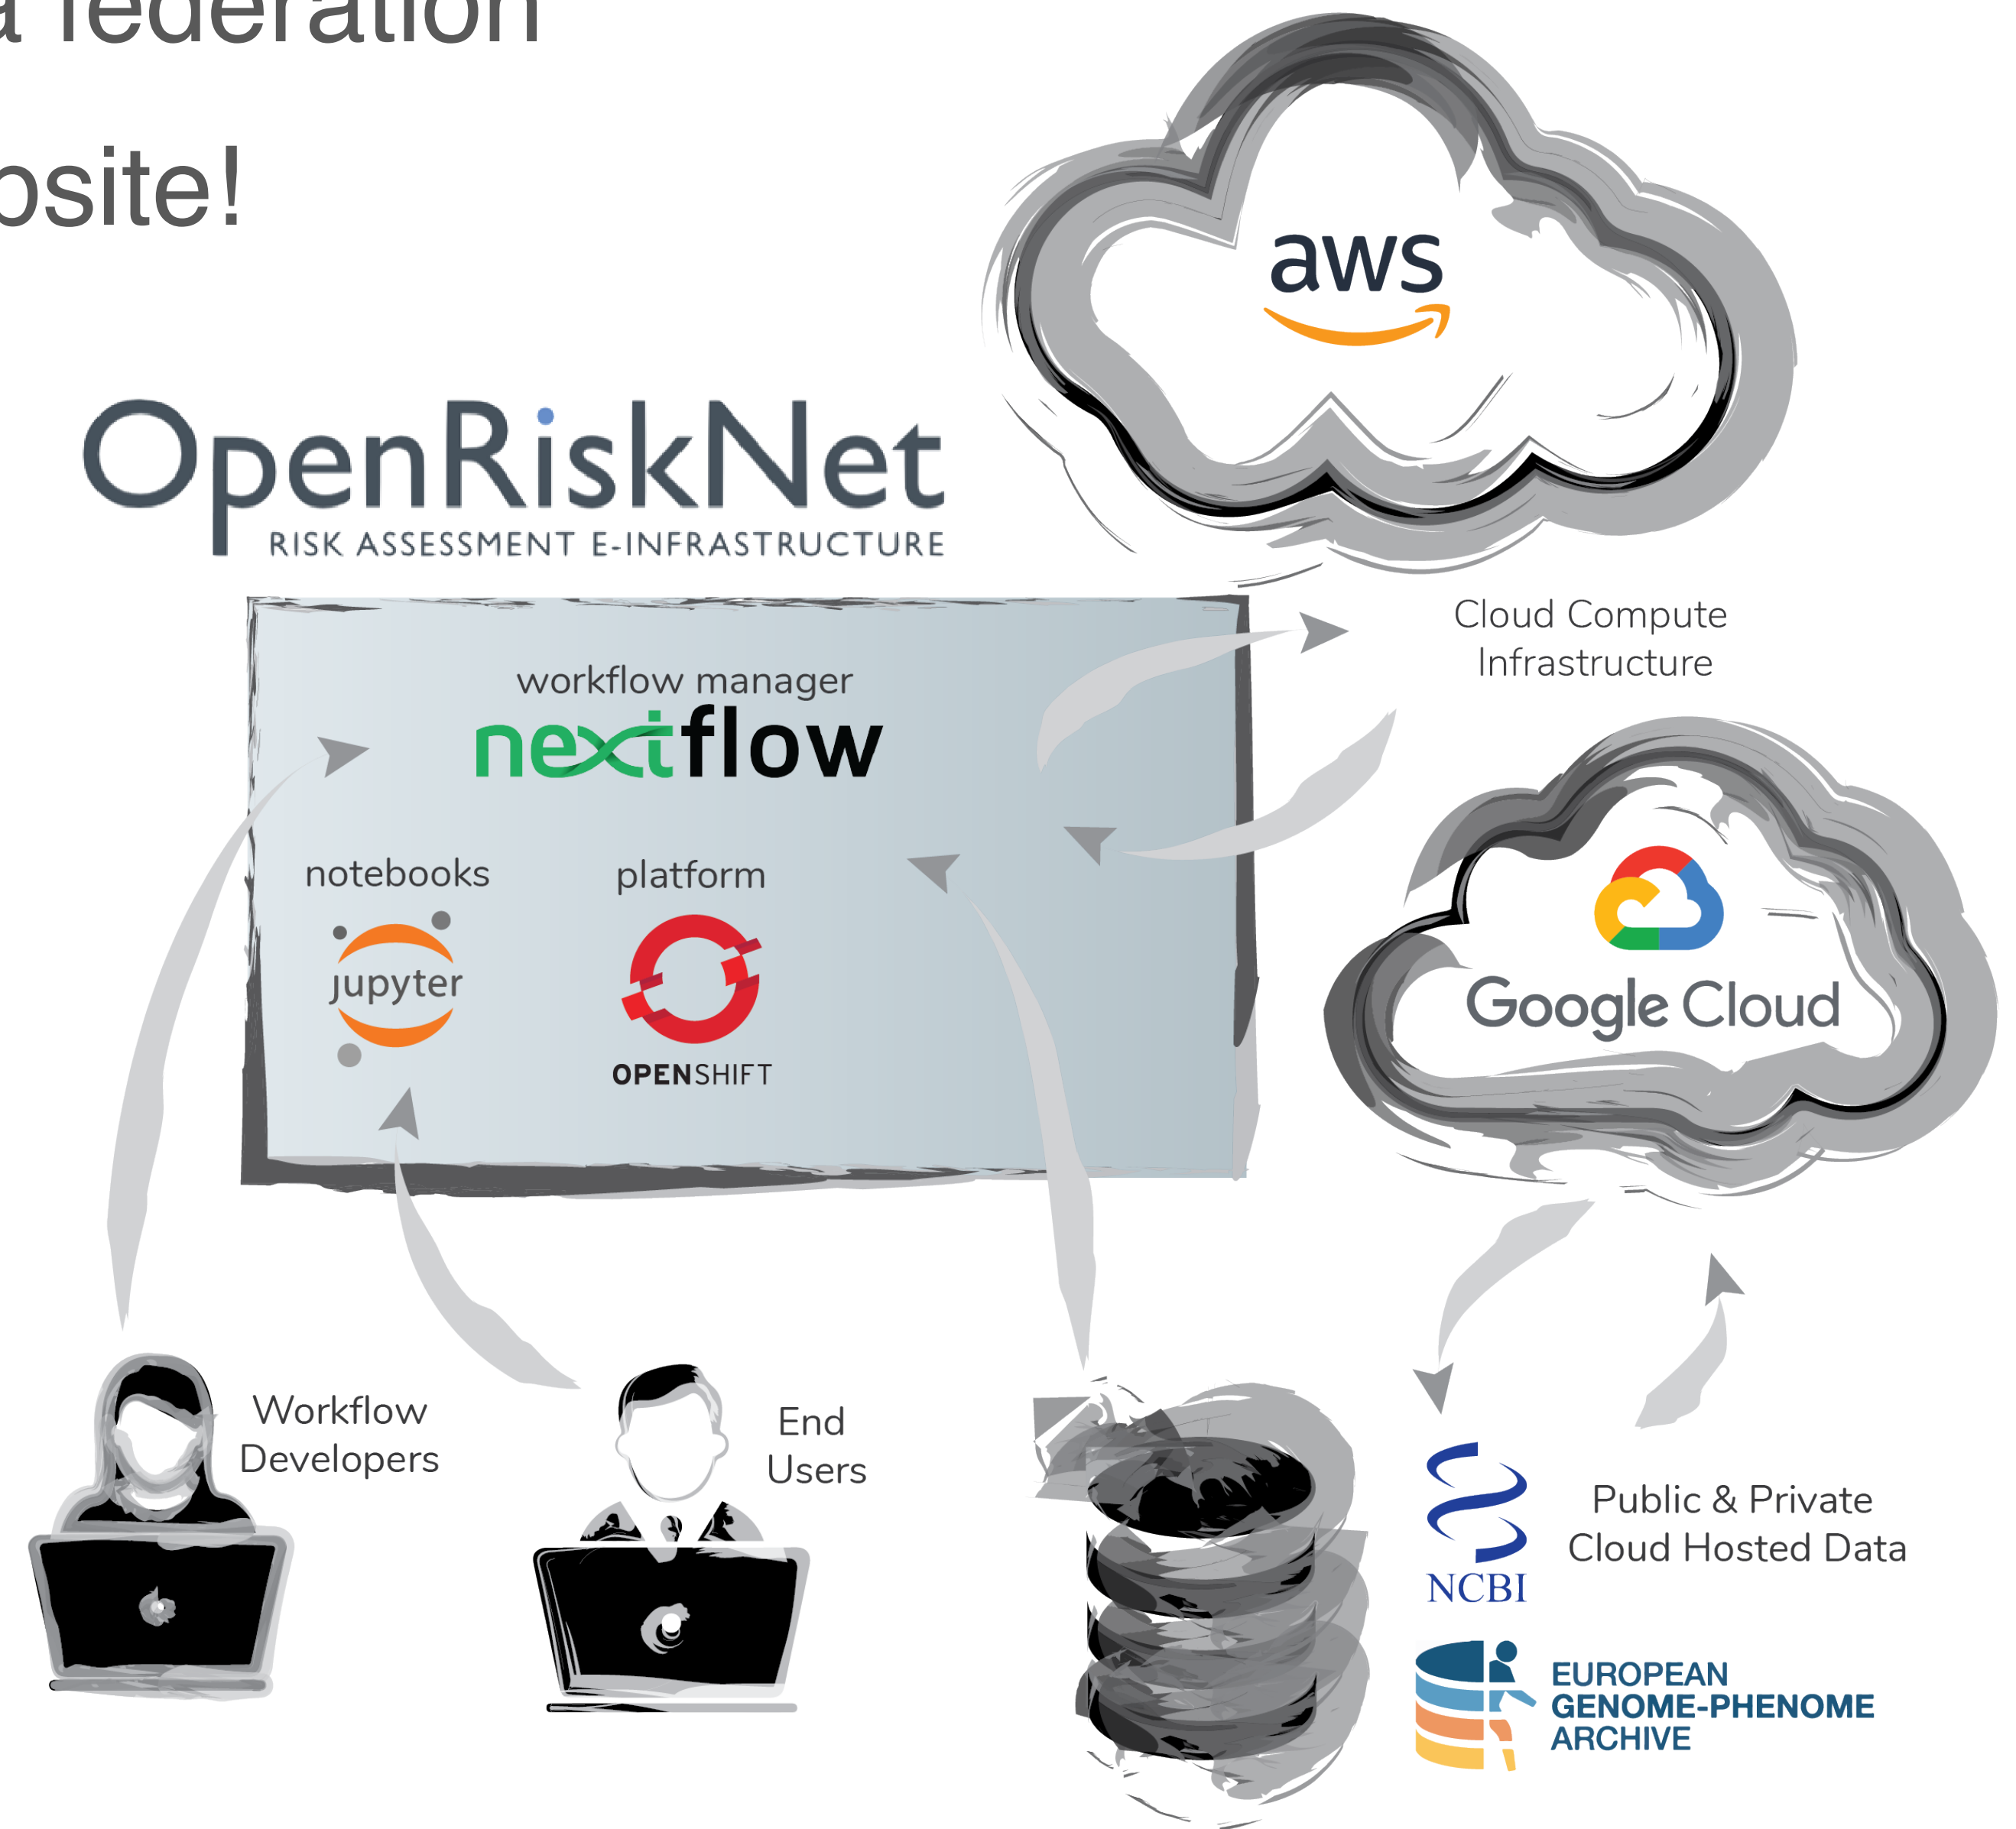 a federation
site!
aws
OpenRiskNet
RISK ASSESSMENT E-INFRASTRUCTURE
Cloud Compute
Infrastructure
workflow manager
nextflow
notebooks
platform
jupyter
OPENSHIFT
Google Cloud
Workflow
Developers
End
Users
Public & Private
Cloud Hosted Data
NCBI
EUROPEAN
GENOME-PHENOME
ARCHIVE